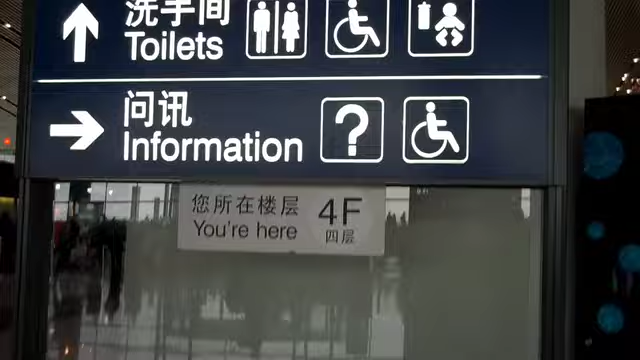 洗手间
Toilets
问讯
Information
?
您所在楼层 4F
You're here 四层